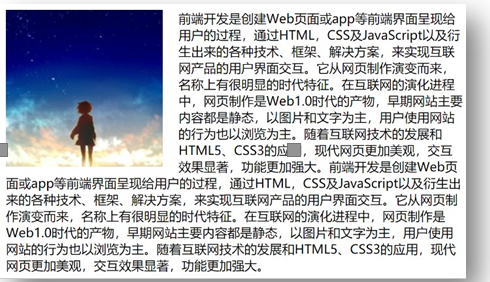 前端开发是创建Web页面或app等前端界面呈现给
用户的过程，通过HTML，CSS及JavaScript以及衍
生出来的各种技术、框架、解决方案，来实现互联
网产品的用户界面交互。它从网页制作演变而来，
名称上有很明显的时代特征。在互联网的演化进程
中，网页制作是Web1.0时代的产物，早期网站主要
内容都是静态，以图片和文字为主，用户使用网站
的行为也以浏览为主。随着互联网技术的发展和
HTML5、CSS3的应，现代网页更加美观，交互
效果显著，功能更加强大。前端开发是创建Web页
面或app等前端界面呈现给用户的过程，通过HTML，CSS及JavaScript以及衍生出
来的各种技术、框架、解决方案，来实现互联网产品的用户界面交互。它从网页制
作演变而来，名称上有很明显的时代特征。在互联网的演化进程中，网页制作是
Web1.0时代的产物，早期网站主要内容都是静态，以图片和文字为主，用户使用
网站的行为也以浏览为主。随着互联网技术的发展和HTML5、CSS3的应用，现代
网页更加美观，交互效果显著，功能更加强大。